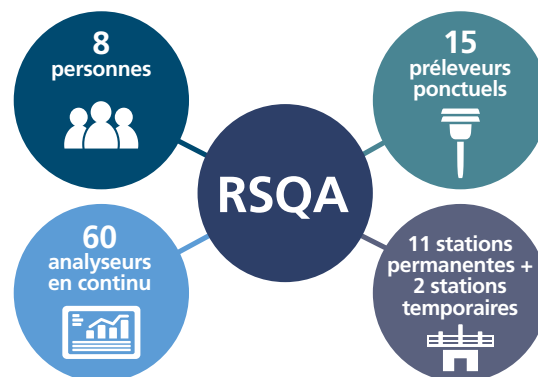 8
personnes
15
préleveurs
ponctuels
RSQA
60
analyseurs
en continu
11 stations
permanentes +
2 stations
temporaires